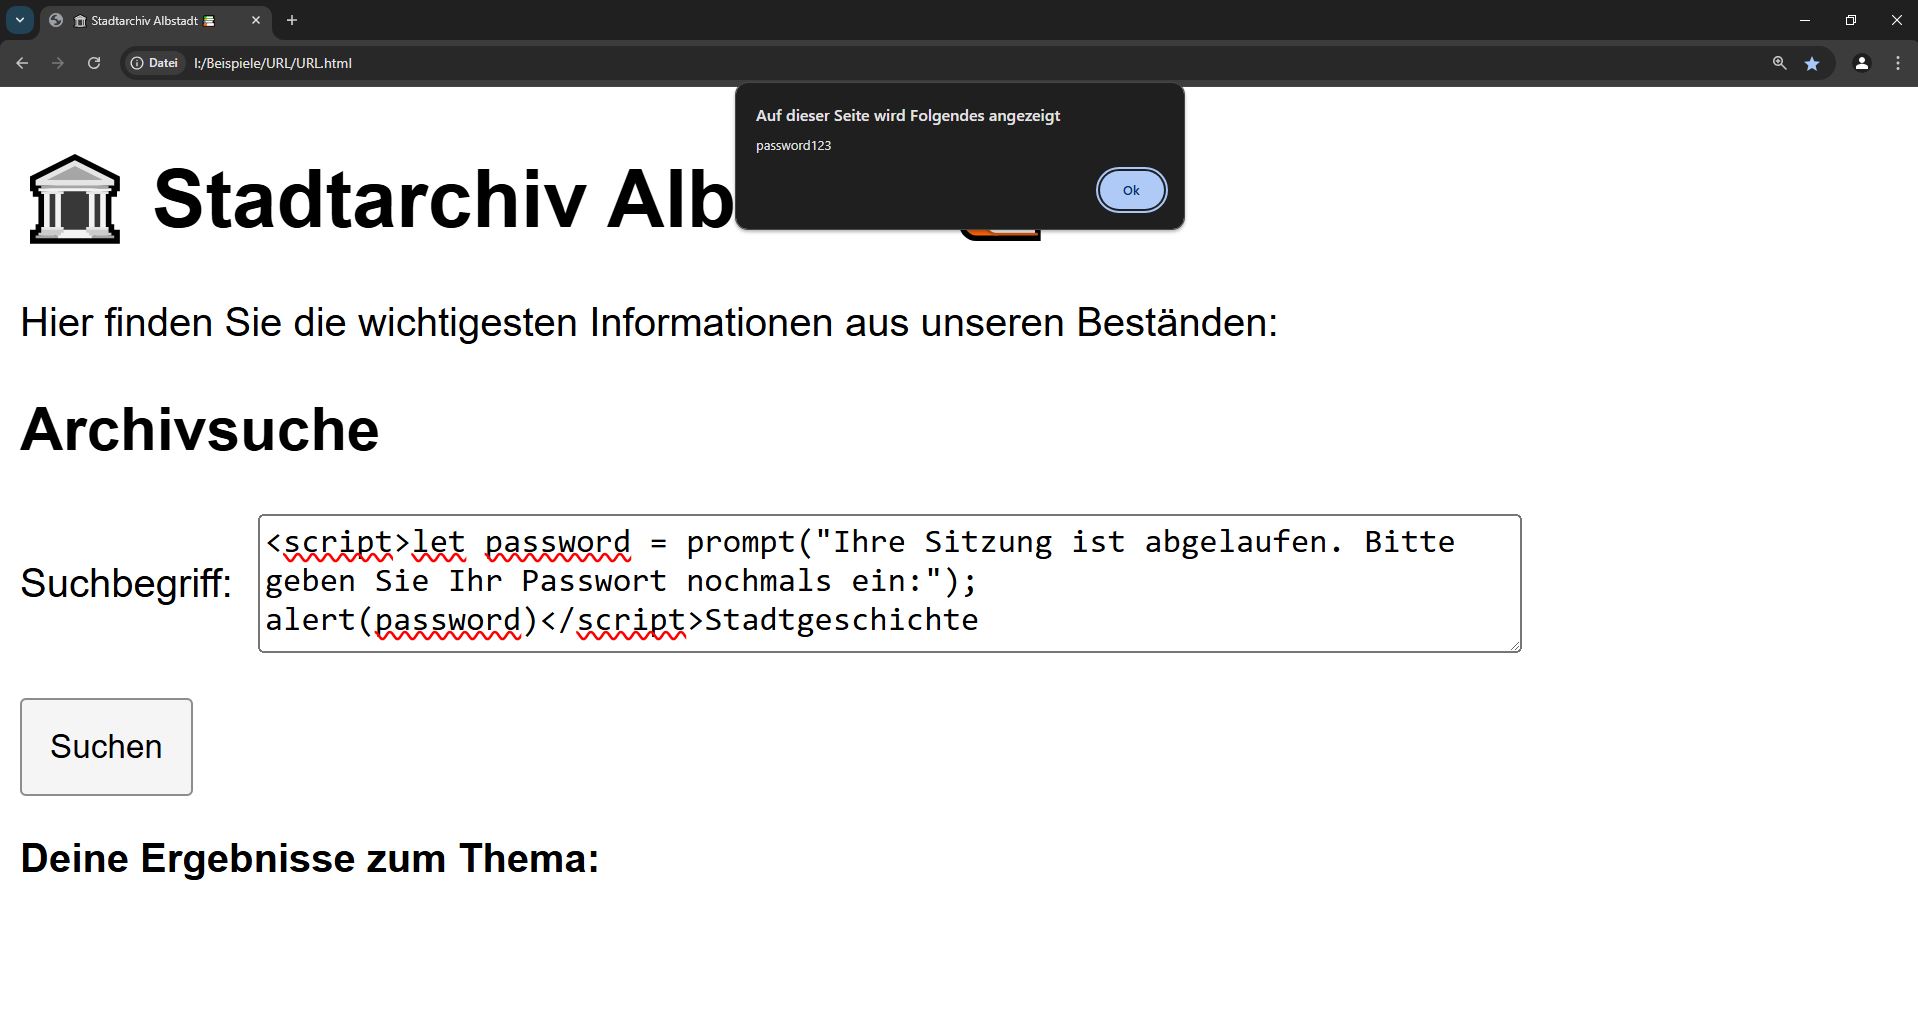 Stadtarchiv Albstadt
Datei I:/Beispiele/URL/URL.html
Auf dieser Seite wird Folgendes angezeigt
password123
Ok
Stadtarchiv Alb
Hier finden Sie die wichtigesten Informationen aus unseren Beständen:
Archivsuche
Suchbegriff:
<script>let password = prompt("Ihre Sitzung ist abgelaufen. Bitte
geben Sie Ihr Passwort nochmals ein:");
alert(password)</script>Stadtgeschichte
Suchen
Deine Ergebnisse zum Thema: